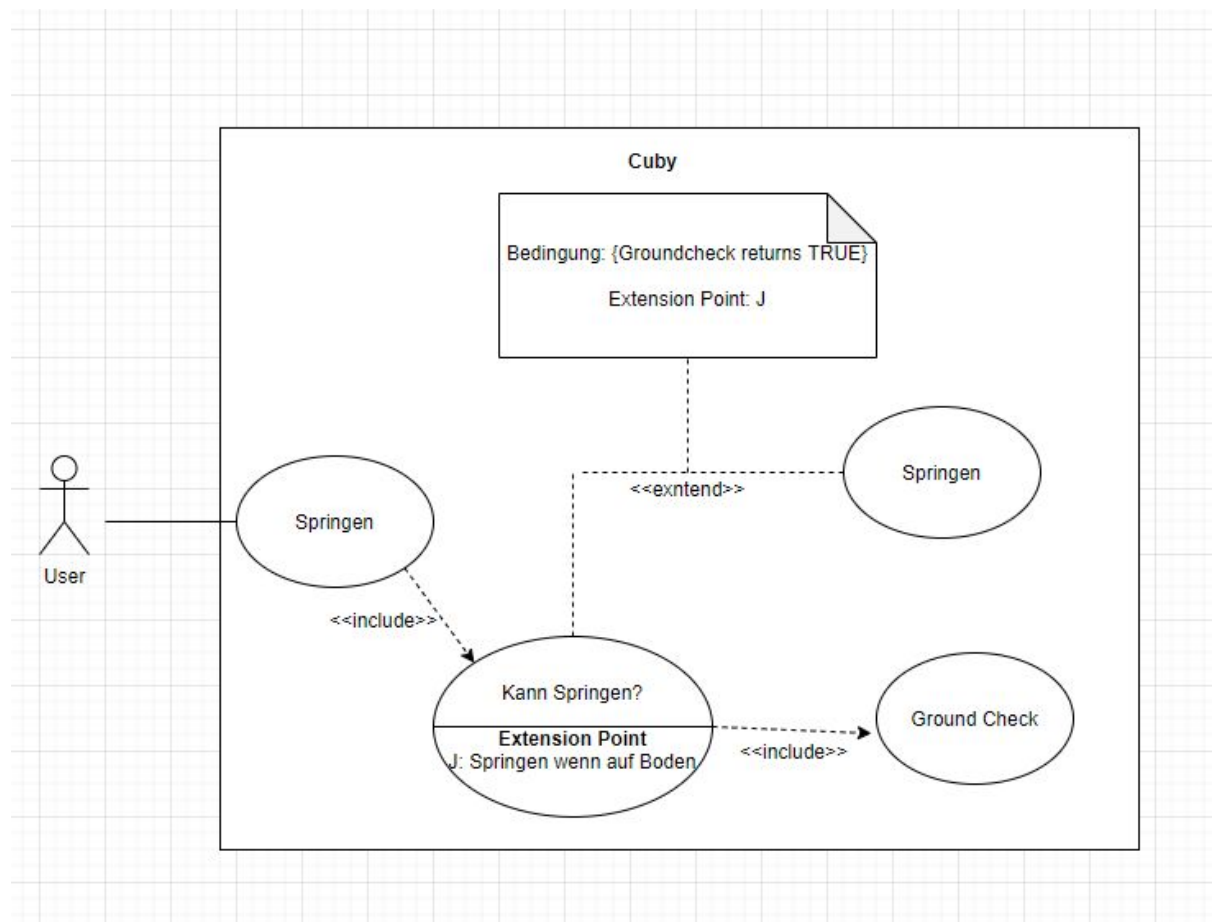 Cuby
Bedingung: {Groundcheck returns TRUE}
Extension Point: J
Springen
<<exntend>>
Springen
User
<<include>>
Kann Springen?
Extension Point
J: Springen wenn auf Boden
Ground Check
<<include>>